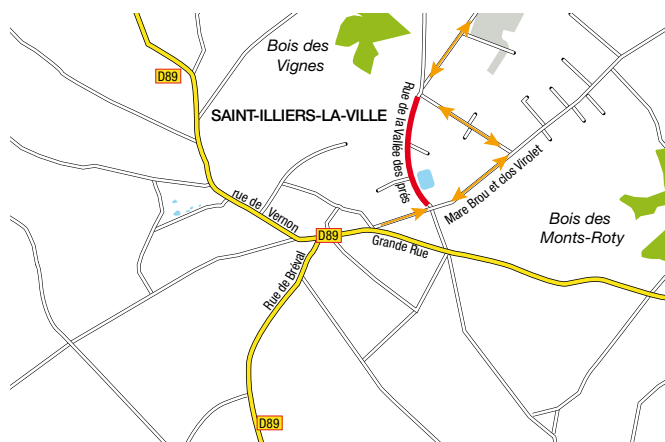 Bois des
Vignes
D89
SAINT-ILLIERS-LA-VILLE
Rue de la Vallée des prés
Mare Brou et clos Virolet
rue de Vernon
Bois des
Monts-Roty
D89
Grande Rue
Rue de Bréval
D89